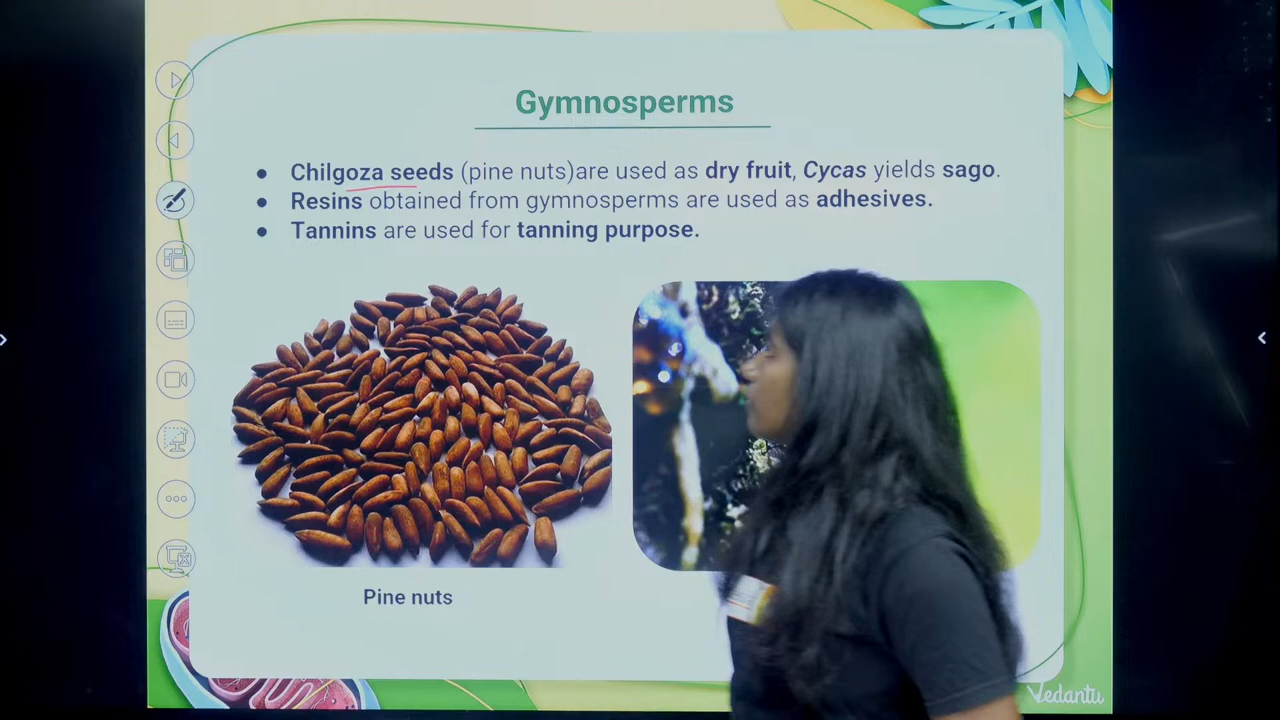 Gymnosperms
● Chilgoza seeds (pine nuts)are used as dry fruit, Cycas yields sago.
● Resins obtained from gymnosperms are used as adhesives.
● Tannins are used for tanning purpose.
Pine nuts
Vedantu